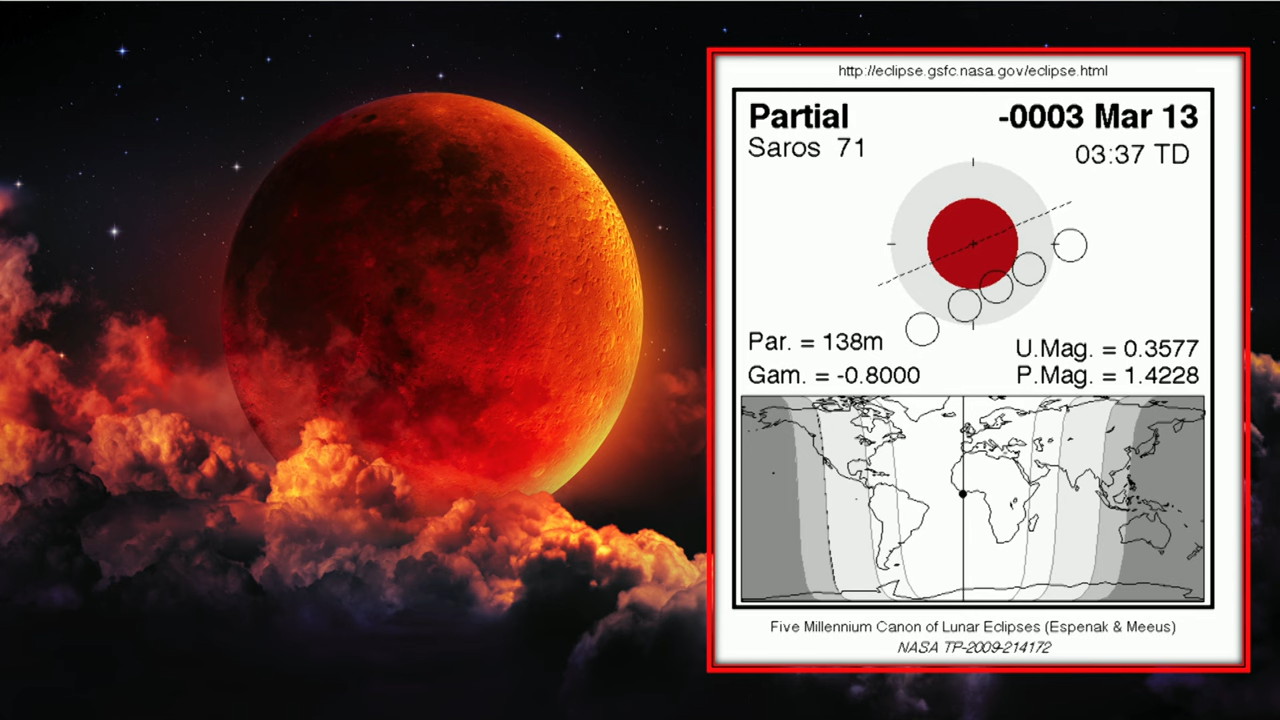 http://eclipse.gsfc.nasa.gov/eclipse.html
Partial -0003 Mar 13
Saros 71 03:37 TD
Par. = 138m U.Mag. = 0.3577
Gam. = -0.8000 P.Mag. = 1.4228
Five Millennium Canon of Lunar Eclipses (Espenak & Meeus)
NASA TP-2009-214172